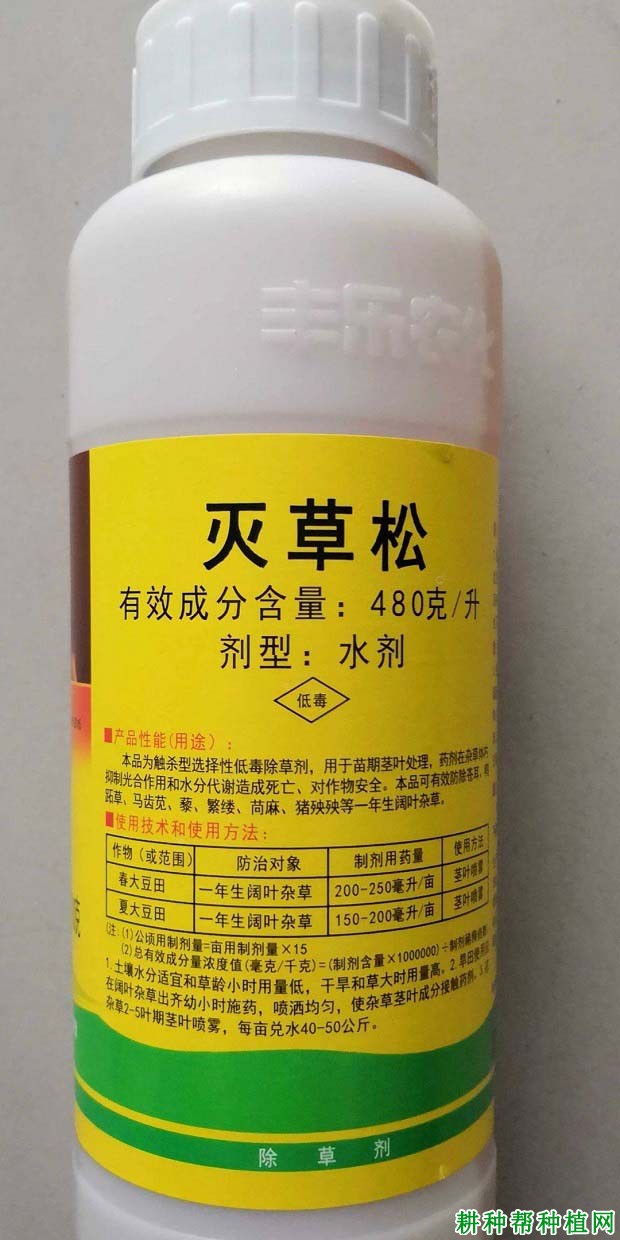 丰乐农化
灭草松
有效成分含量：480克/升
剂型：水剂
低毒
■产品性能(用途)：
本品为触杀型选择性低毒除草剂，用于苗期茎叶处理，药剂在杂草体内
抑制光合作用和水分代谢造成死亡、对作物安全。本品可有效防除苍耳、鸭
跖草、马齿苋、藜、繁缕、苘麻、猪殃殃等一年生阔叶杂草。
■使用技术和使用方法：
作物（或范围） 防治对象 制剂用药量 使用方法
春大豆田 一年生阔叶杂草 200-250毫升/亩 茎叶喷雾
夏大豆田 一年生阔叶杂草 150-200毫升/亩 茎叶喷雾
(注：(1)公顷用制剂量=亩用制剂量×15
(2)总有效成分量浓度值(毫克/千克)=(制剂含量×1000000)÷制剂稀释倍数
1.土壤水分适宜和草龄小时用量低，干旱和草大时用量高。2.旱田使用
在阔叶杂草出齐幼小时施药，喷洒均匀，使杂草茎叶成分接触药剂。3.
杂草2-5叶期茎叶喷雾，每亩兑水40-50公斤。
除草剂
耕种帮种植网